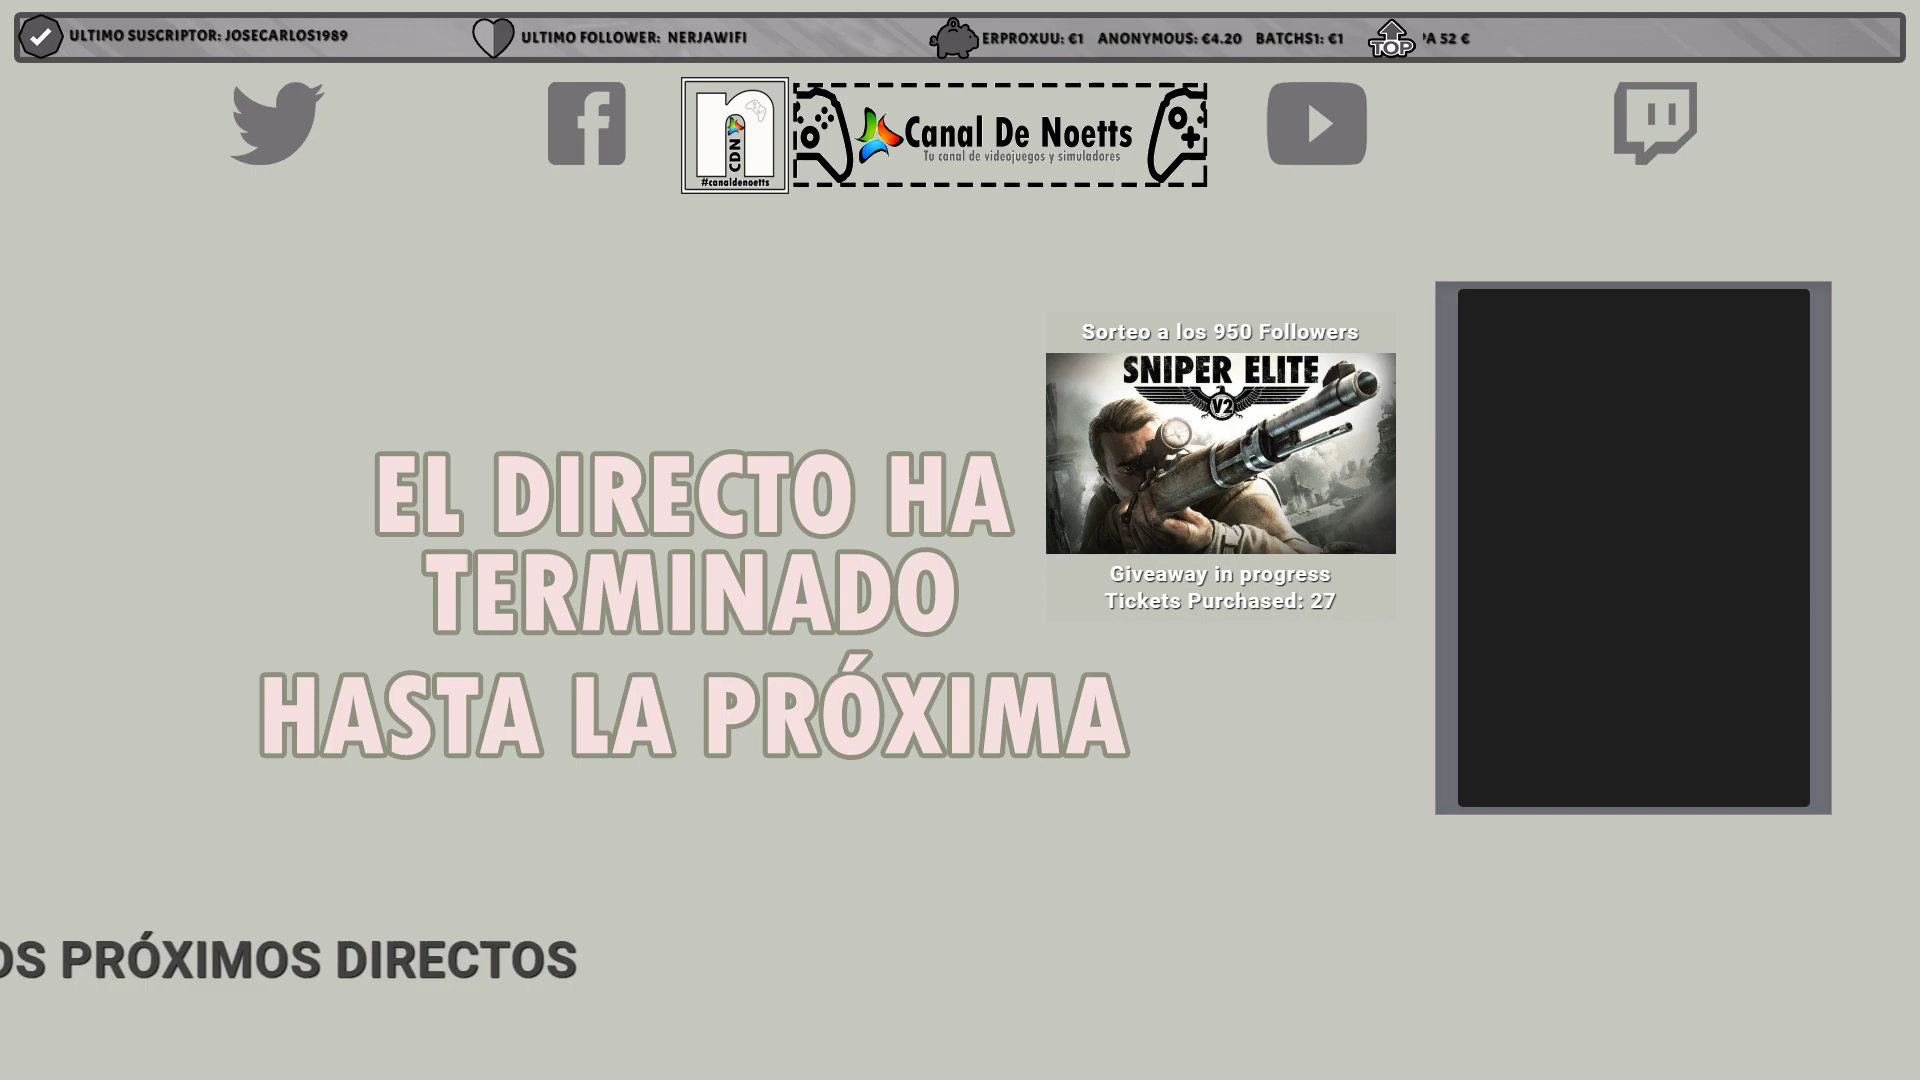 ULTIMO SUSCRIPTOR: JOSECARLOS1989
ULTIMO FOLLOWER: NERJAWIFI
ERPROXUU: €1 ANONYMOUS: €4.20 BATCHS1: €1
TOP
52 €
n
CDN
#canaldenoetts
Canal De Noetts
Tu canal de videojuegos y simuladores
Sorteo a los 950 Followers
SNIPER ELITE
V2
Giveaway in progress
Tickets Purchased: 27
EL DIRECTO HA
TERMINADO
HASTA LA PRÓXIMA
OS PRÓXIMOS DIRECTOS